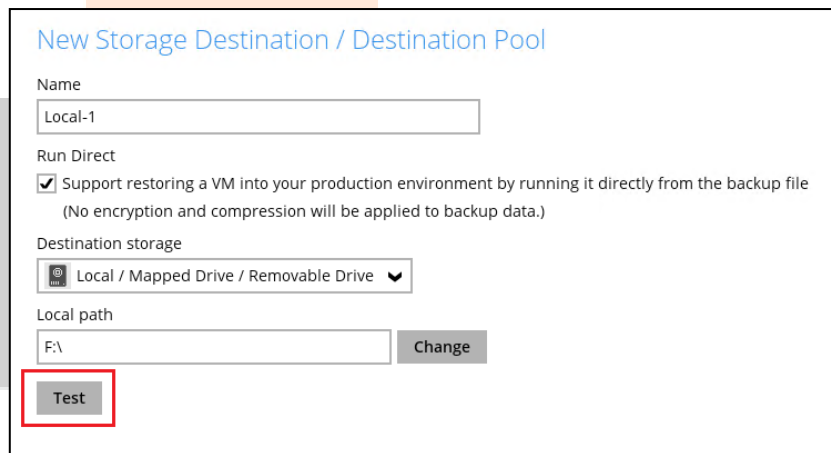 New Storage Destination / Destination Pool
Name
Local-1
Run Direct
Support restoring a VM into your production environment by running it directly from the backup file
(No encryption and compression will be applied to backup data.)
Destination storage
Local / Mapped Drive / Removable Drive
Local path
F:\
Change
Test